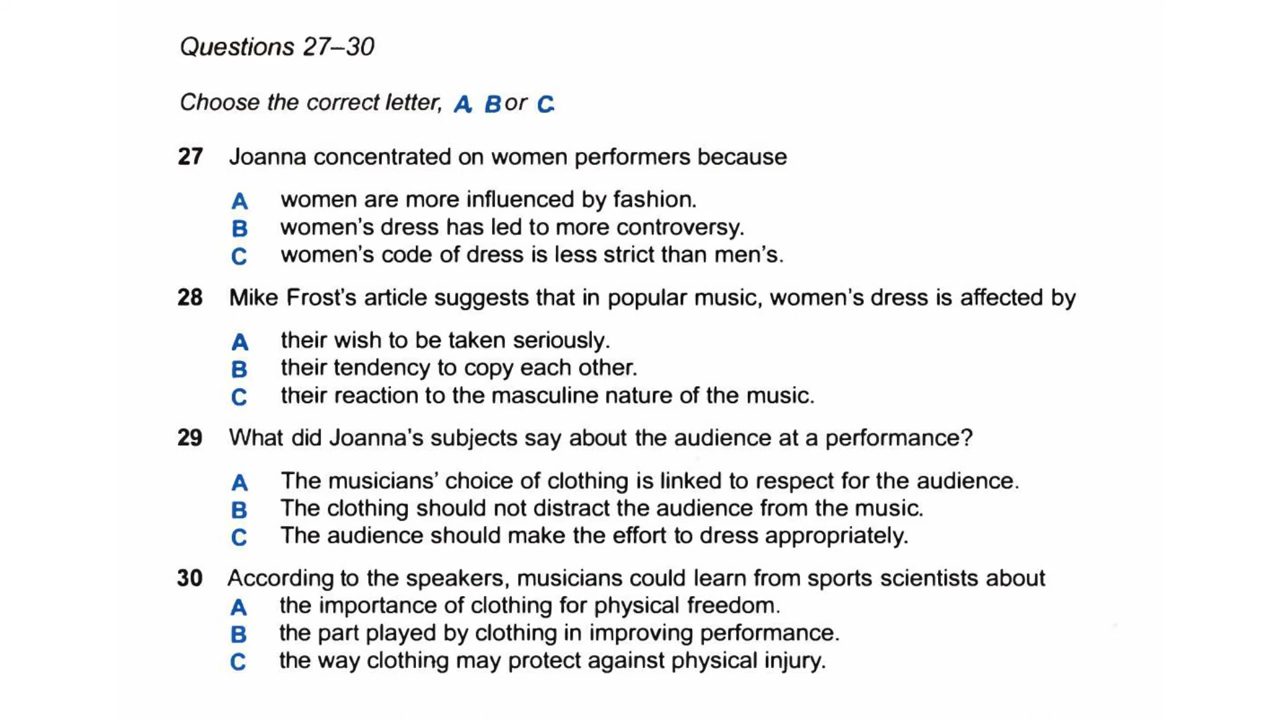 Questions 27–30
Choose the correct letter, A, B or C.
27 Joanna concentrated on women performers because
A women are more influenced by fashion.
B women's dress has led to more controversy.
C women's code of dress is less strict than men's.
28 Mike Frost's article suggests that in popular music, women's dress is affected by
A their wish to be taken seriously.
B their tendency to copy each other.
C their reaction to the masculine nature of the music.
29 What did Joanna's subjects say about the audience at a performance?
A The musicians' choice of clothing is linked to respect for the audience.
B The clothing should not distract the audience from the music.
C The audience should make the effort to dress appropriately.
30 According to the speakers, musicians could learn from sports scientists about
A the importance of clothing for physical freedom.
B the part played by clothing in improving performance.
C the way clothing may protect against physical injury.